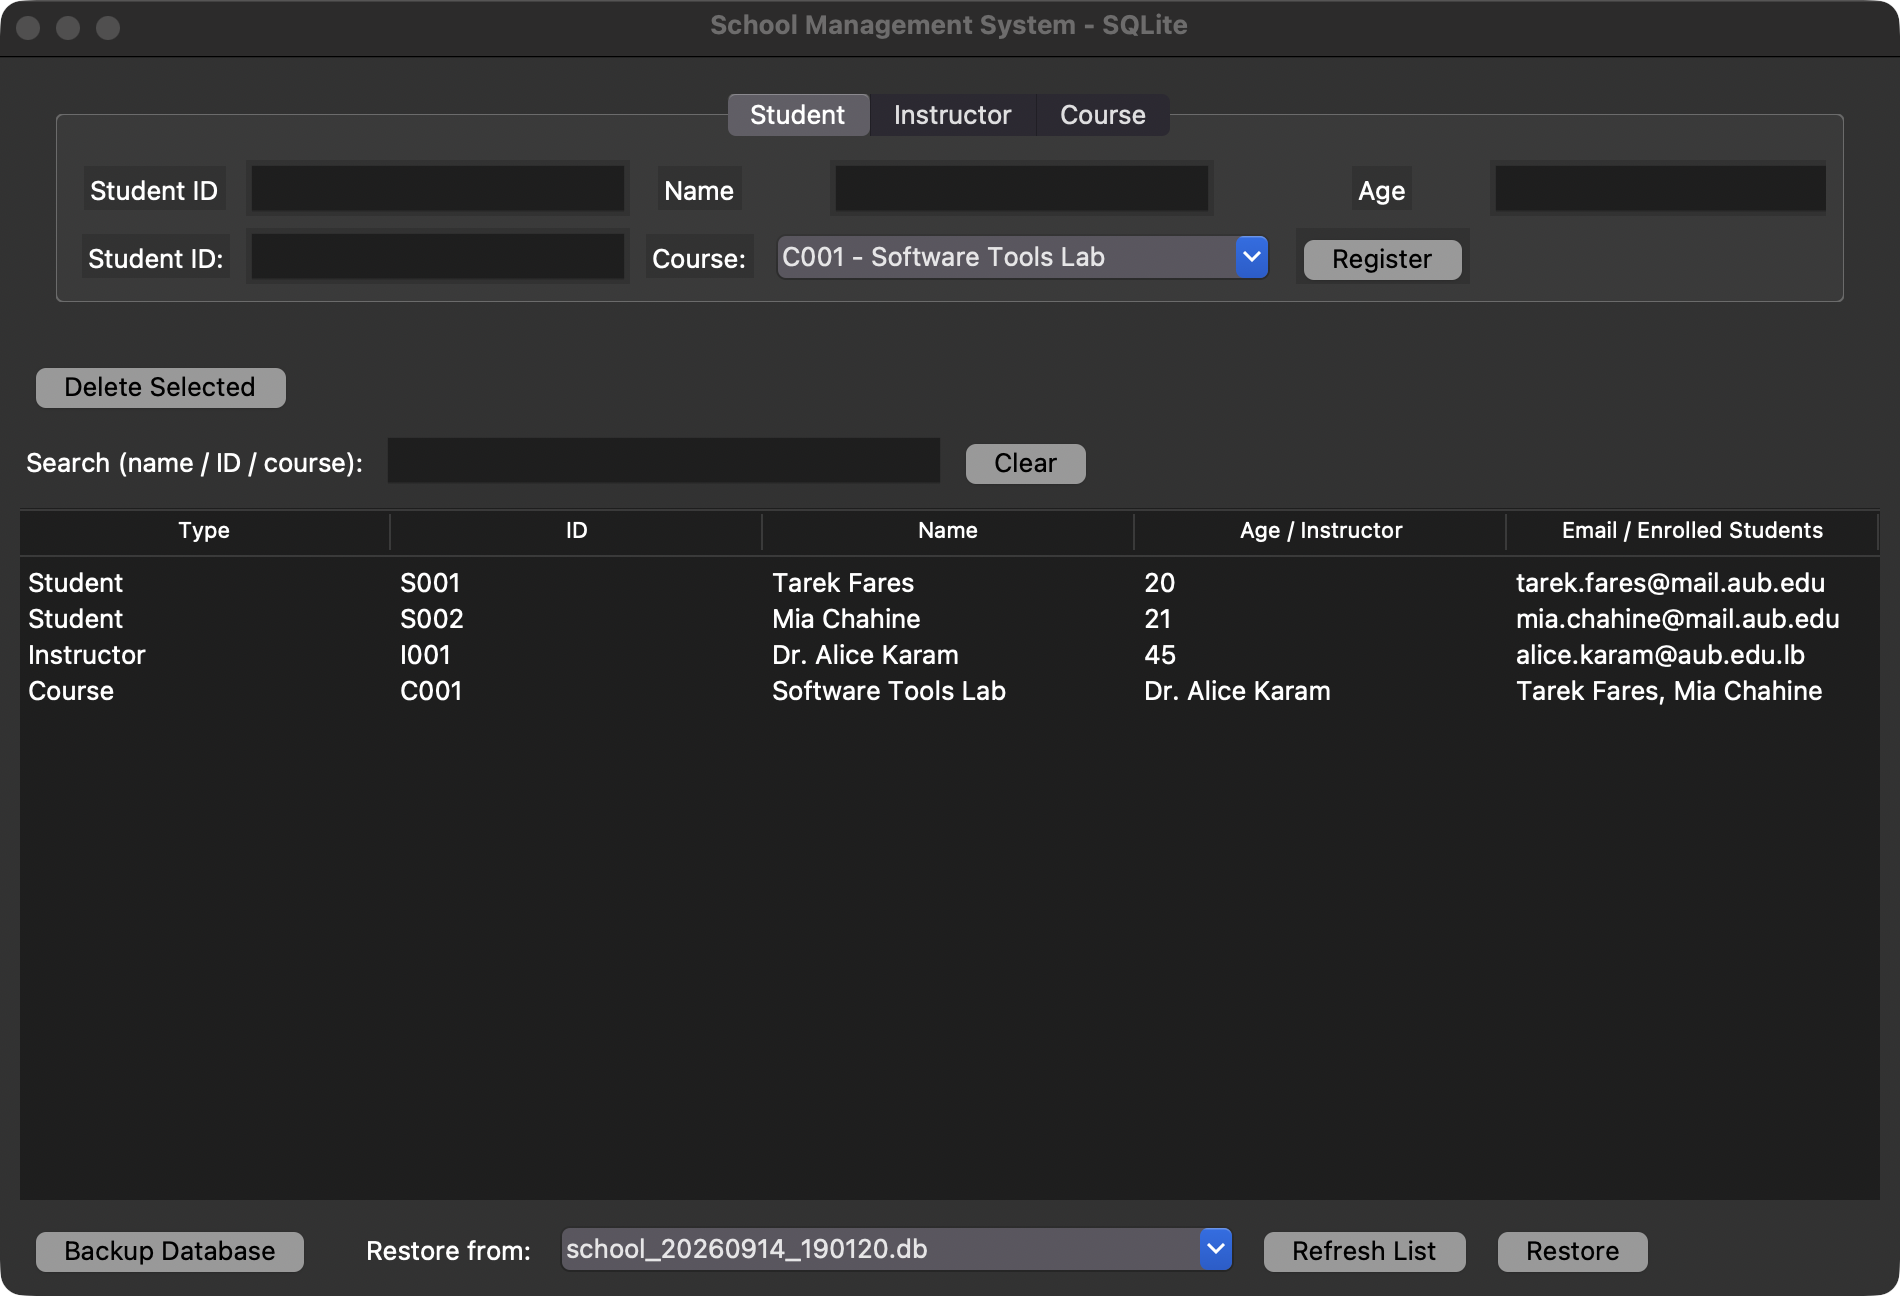 School Management System - SQLite
Student Instructor Course
Student ID Name Age
Student ID: Course: C001 - Software Tools Lab Register
Delete Selected
Search (name / ID / course): Clear
Type ID Name Age / Instructor Email / Enrolled Students
Student S001 Tarek Fares 20 tarek.fares@mail.aub.edu
Student S002 Mia Chahine 21 mia.chahine@mail.aub.edu
Instructor I001 Dr. Alice Karam 45 alice.karam@aub.edu.lb
Course C001 Software Tools Lab Dr. Alice Karam Tarek Fares, Mia Chahine
Backup Database Restore from: school_20260914_190120.db Refresh List Restore